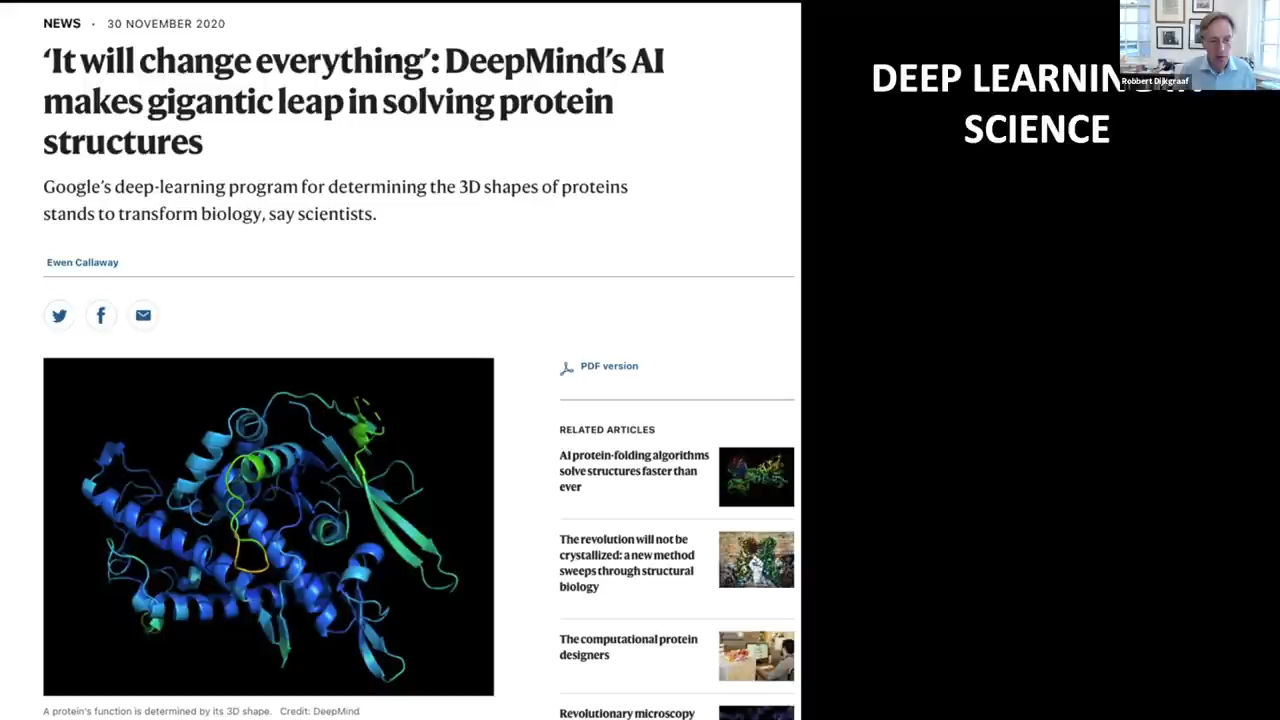 NEWS · 30 NOVEMBER 2020
‘It will change everything’: DeepMind’s AI
makes gigantic leap in solving protein
structures
Google’s deep-learning program for determining the 3D shapes of proteins
stands to transform biology, say scientists.
Ewen Callaway
PDF version
RELATED ARTICLES
AI protein-folding algorithms
solve structures faster than
ever
The revolution will not be
crystallized: a new method
sweeps through structural
biology
The computational protein
designers
Revolutionary microscopy
A protein's function is determined by its 3D shape. Credit: DeepMind
DEEP LEARNING
SCIENCE
Robbert Dijkgraaf